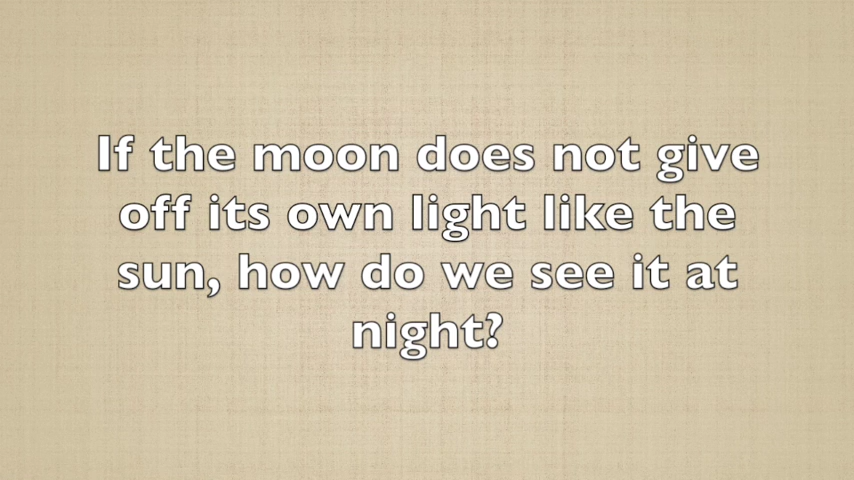 If the moon does not give
off its own light like the
sun, how do we see it at
night?